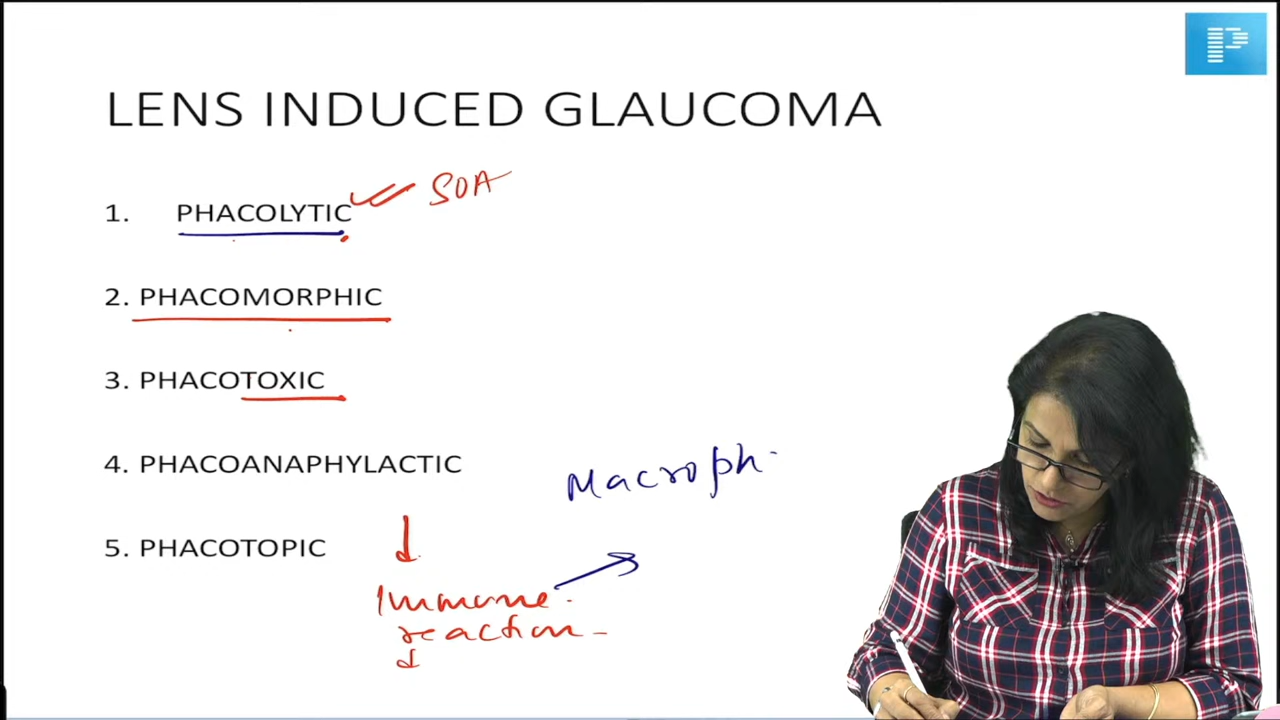 P
LENS INDUCED GLAUCOMA
1. PHACOLYTIC SOA
2. PHACOMORPHIC
3. PHACOTOXIC
4. PHACOANAPHYLACTIC
Macroph.
5. PHACOTOPIC
Immune.
reaction-